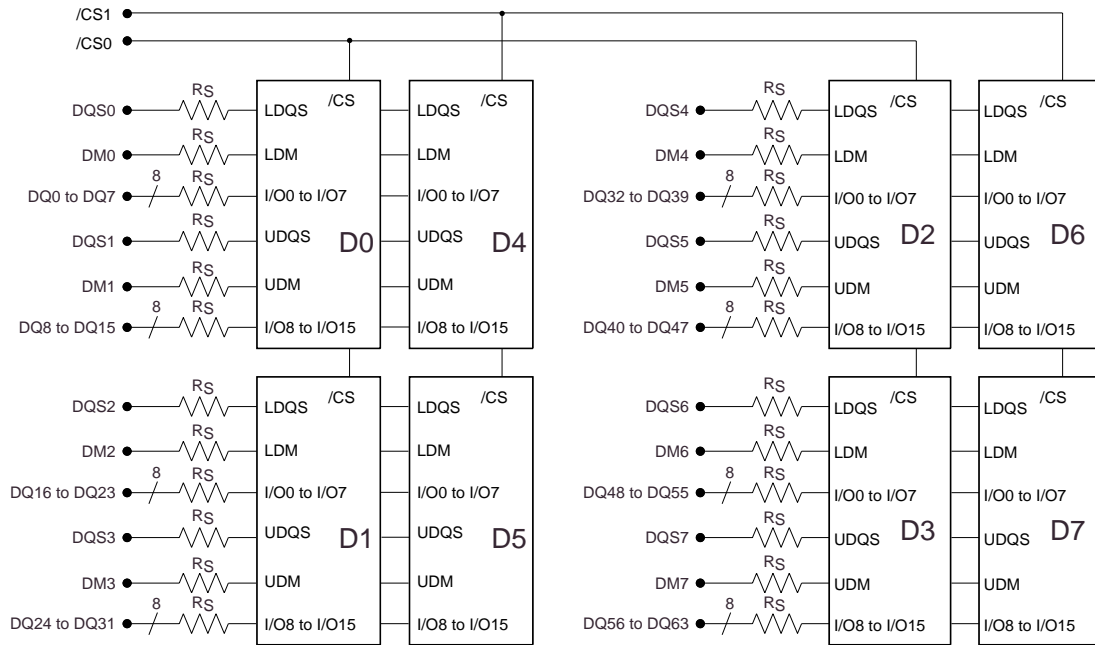 /CS1
/CS0
RS /CS /CS RS /CS /CS
DQS0 LDQS LDQS DQS4 LDQS LDQS
RS RS
DM0 LDM LDM DM4 LDM LDM
8 RS 8 RS
DQ0 to DQ7 I/O0 to I/O7 I/O0 to I/O7 DQ32 to DQ39 I/O0 to I/O7 I/O0 to I/O7
RS RS
DQS1 UDQS D0 UDQS D4 DQS5 UDQS D2 UDQS D6
RS RS
DM1 UDM UDM DM5 UDM UDM
8 RS 8 RS
DQ8 to DQ15 I/O8 to I/O15 I/O8 to I/O15 DQ40 to DQ47 I/O8 to I/O15 I/O8 to I/O15
RS /CS /CS RS /CS /CS
DQS2 LDQS LDQS DQS6 LDQS LDQS
RS RS
DM2 LDM LDM DM6 LDM LDM
8 RS 8 RS
DQ16 to DQ23 I/O0 to I/O7 I/O0 to I/O7 DQ48 to DQ55 I/O0 to I/O7 I/O0 to I/O7
RS RS
DQS3 UDQS D1 UDQS D5 DQS7 UDQS D3 UDQS D7
RS RS
DM3 UDM UDM DM7 UDM UDM
8 RS 8 RS
DQ24 to DQ31 I/O8 to I/O15 I/O8 to I/O15 DQ56 to DQ63 I/O8 to I/O15 I/O8 to I/O15